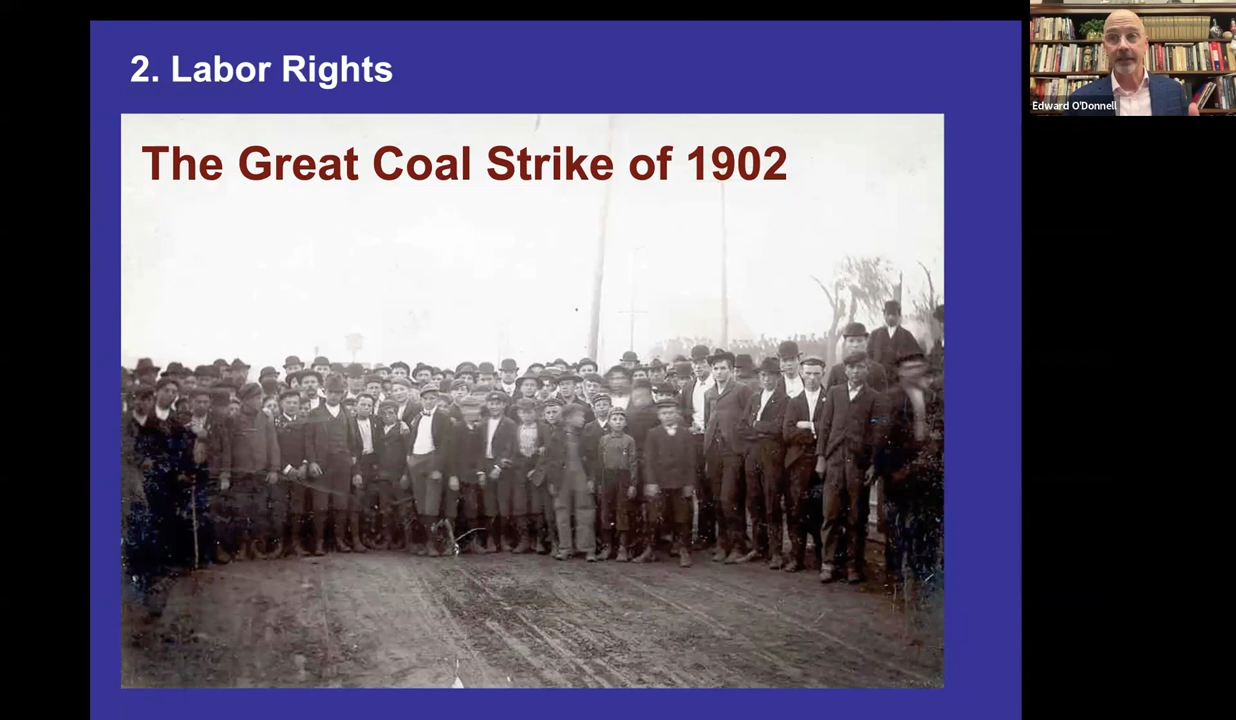 2. Labor Rights
The Great Coal Strike of 1902
Edward O'Donnell